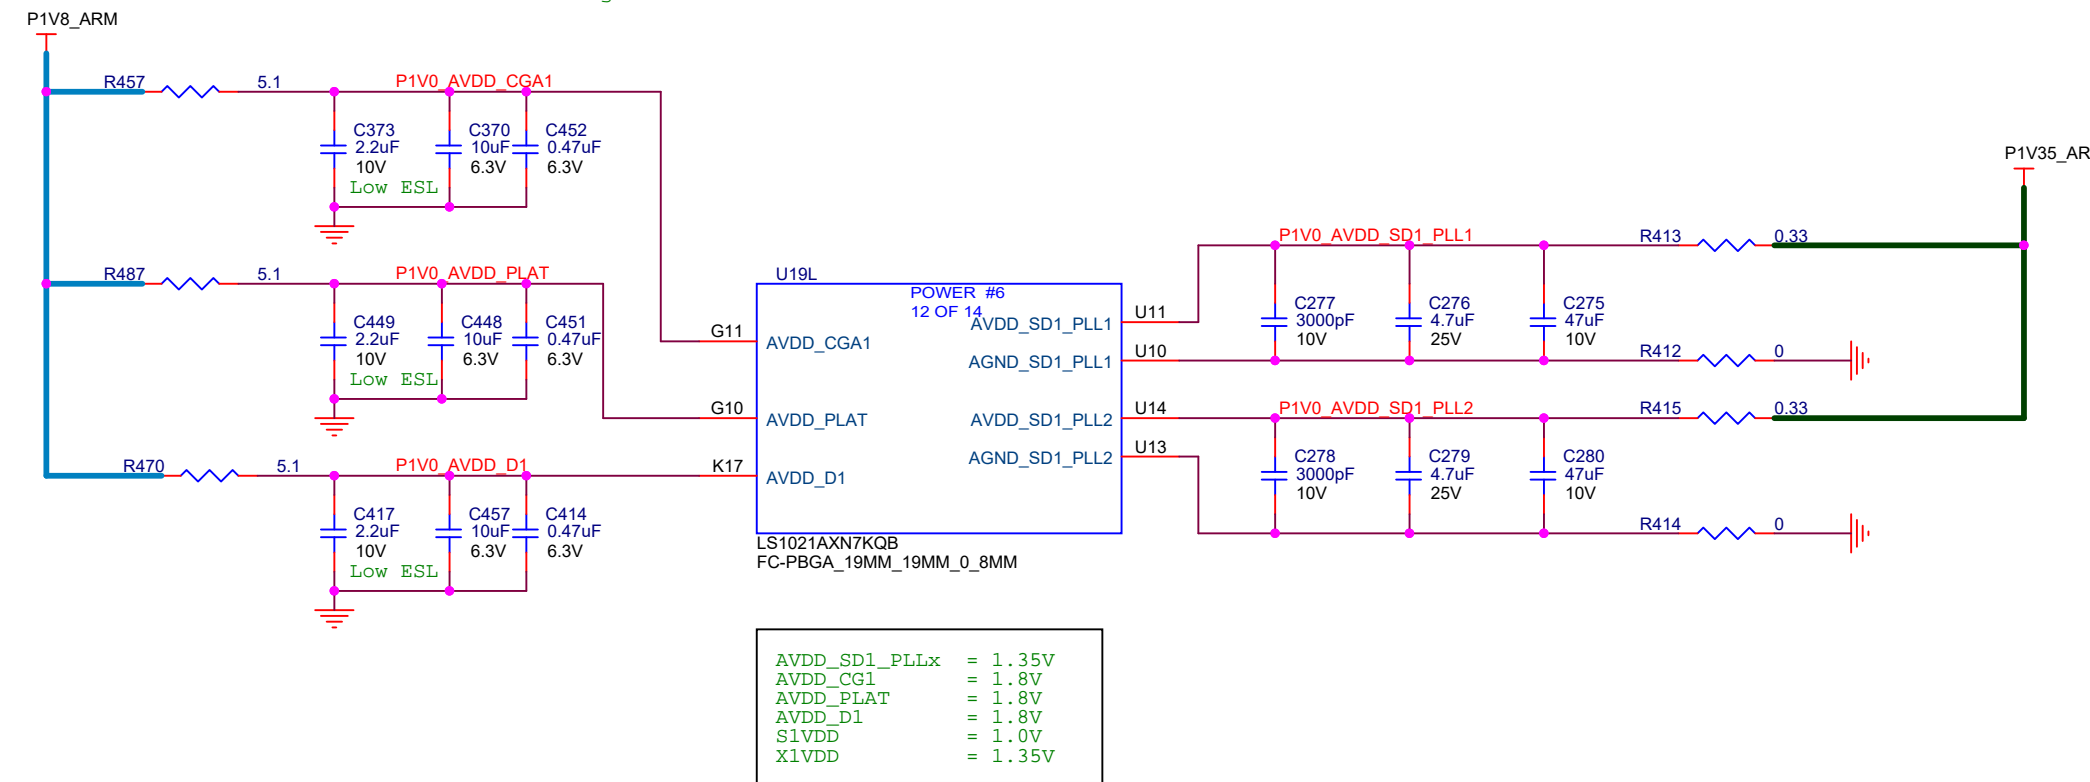 P1V8_ARM
R457 5.1 P1V0_AVDD_CGA1
C373
2.2uF
10V
Low ESL
C370
10uF
6.3V
C452
0.47uF
6.3V
R487 5.1 P1V0_AVDD_PLAT
C449
2.2uF
10V
Low ESL
C448
10uF
6.3V
C451
0.47uF
6.3V
R470 5.1 P1V0_AVDD_D1
C417
2.2uF
10V
Low ESL
C457
10uF
6.3V
C414
0.47uF
6.3V
U19L
POWER #6
12 OF 14
G11 AVDD_CGA1
G10 AVDD_PLAT
K17 AVDD_D1
AVDD_SD1_PLL1 U11
AGND_SD1_PLL1 U10
AVDD_SD1_PLL2 U14
AGND_SD1_PLL2 U13
LS1021AXN7KQB
FC-PBGA_19MM_19MM_0_8MM
P1V35_AR
P1V0_AVDD_SD1_PLL1 R413 0.33
C277
3000pF
10V
C276
4.7uF
25V
C275
47uF
10V
R412 0
P1V0_AVDD_SD1_PLL2 R415 0.33
C278
3000pF
10V
C279
4.7uF
25V
C280
47uF
10V
R414 0
AVDD_SD1_PLLx = 1.35V
AVDD_CG1 = 1.8V
AVDD_PLAT = 1.8V
AVDD_D1 = 1.8V
S1VDD = 1.0V
X1VDD = 1.35V